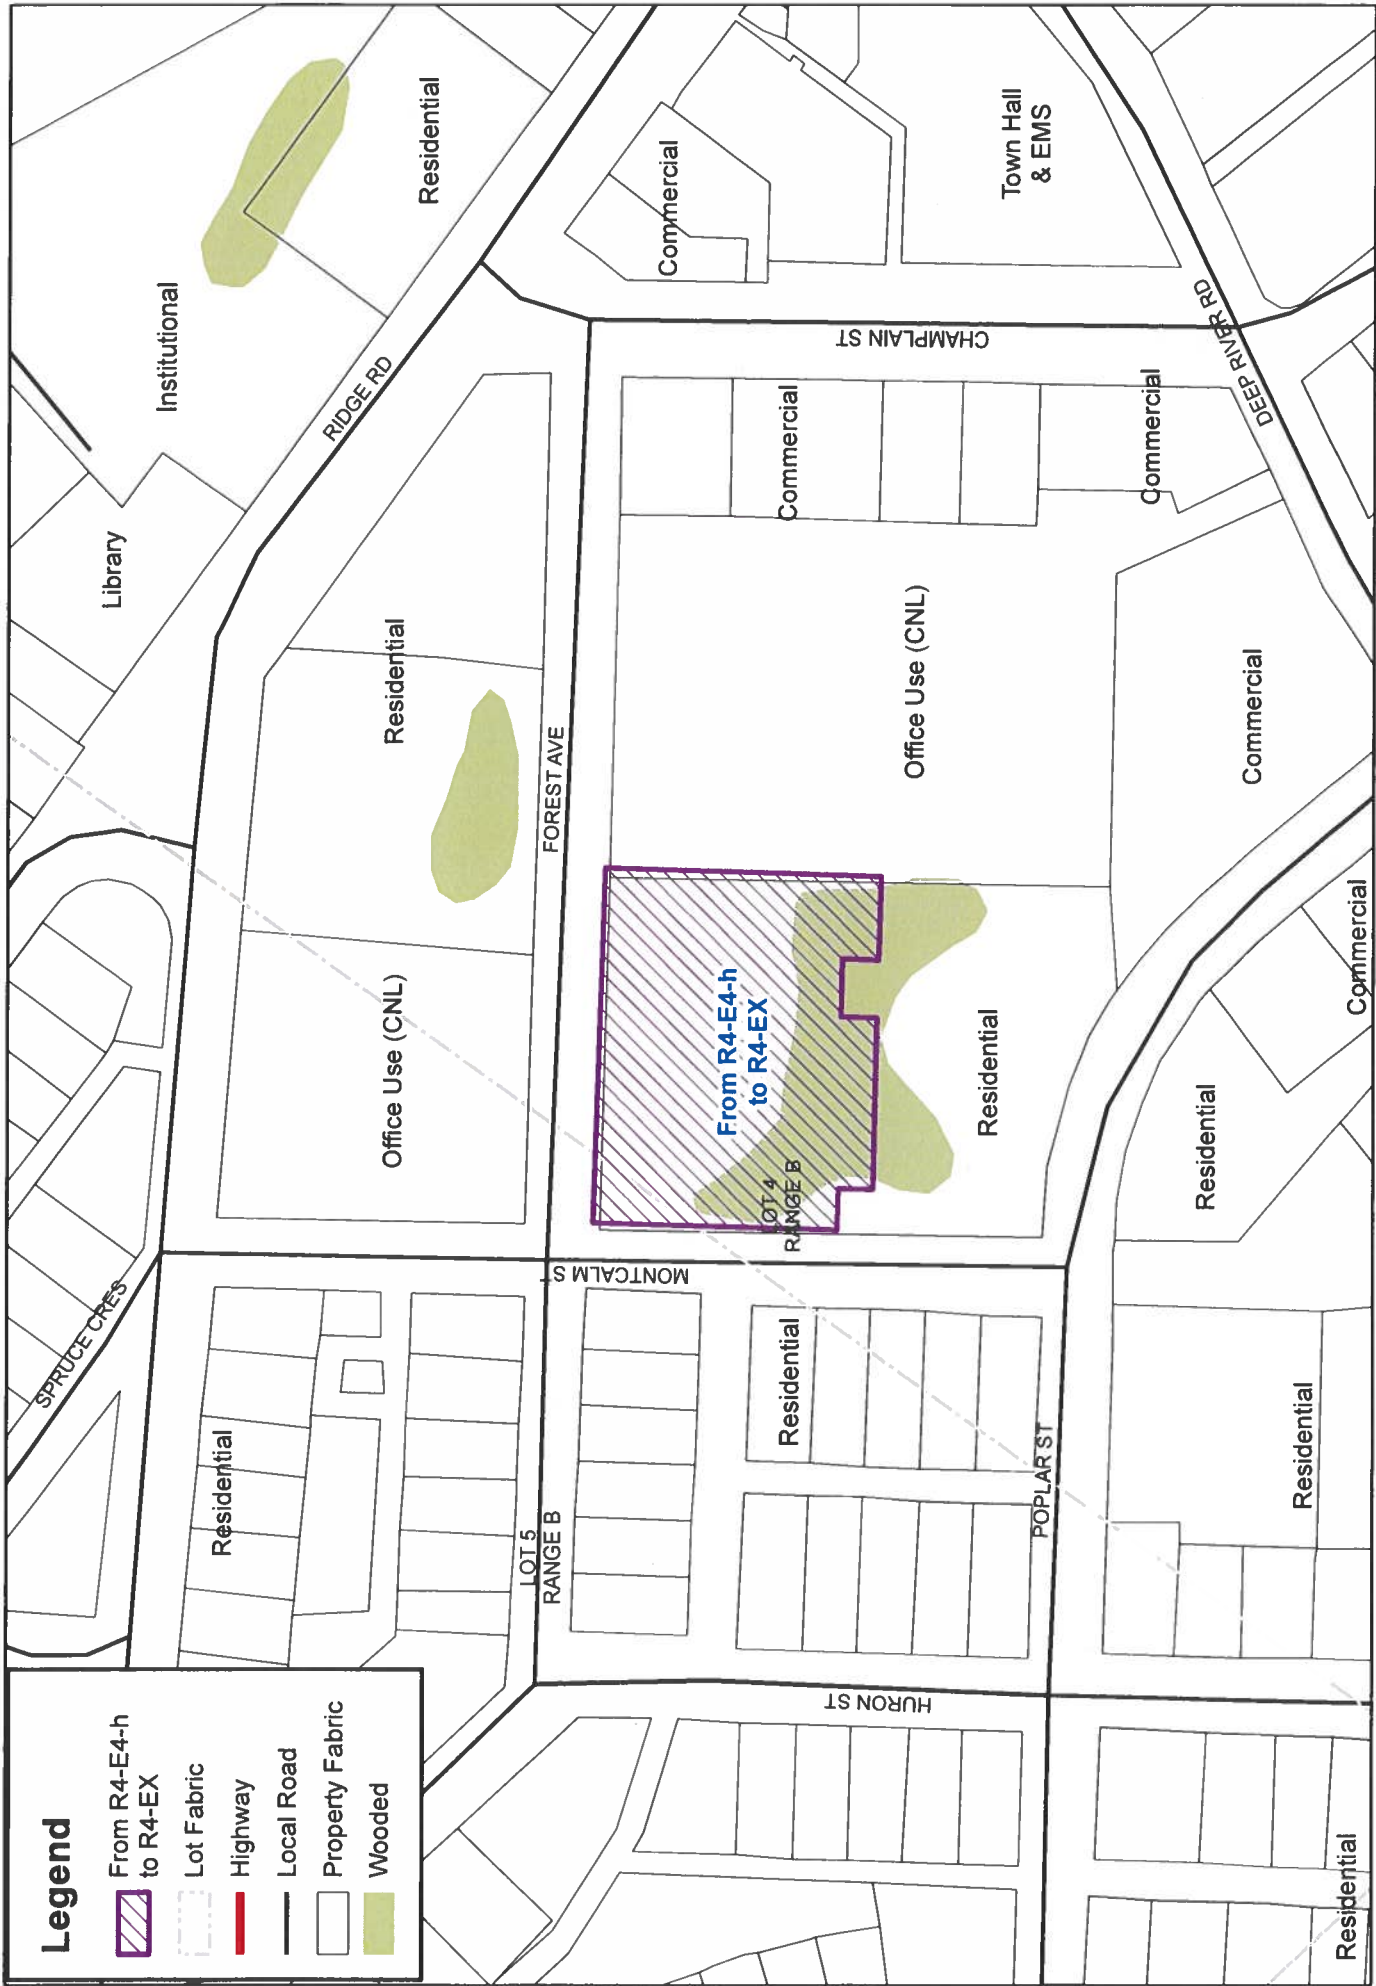 Legend
From R4-E4-h
to R4-EX
Lot Fabric
Highway
Local Road
Property Fabric
Wooded
SPRUCE CRES
Library
Institutional
Residential
RIDGE RD
Residential
Office Use (CNL)
Residential
Commercial
Town Hall
& EMS
LOT 5
RANGE B
FOREST AVE
MONTCALM ST
HURON ST
CHAMPLAIN ST
From R4-E4-h
to R4-EX
LOT 4
RANGE B
Residential
Commercial
Office Use (CNL)
Residential
POPLAR ST
Commercial
DEEP RIVER RD
Residential
Commercial
Residential
Residential
Commercial